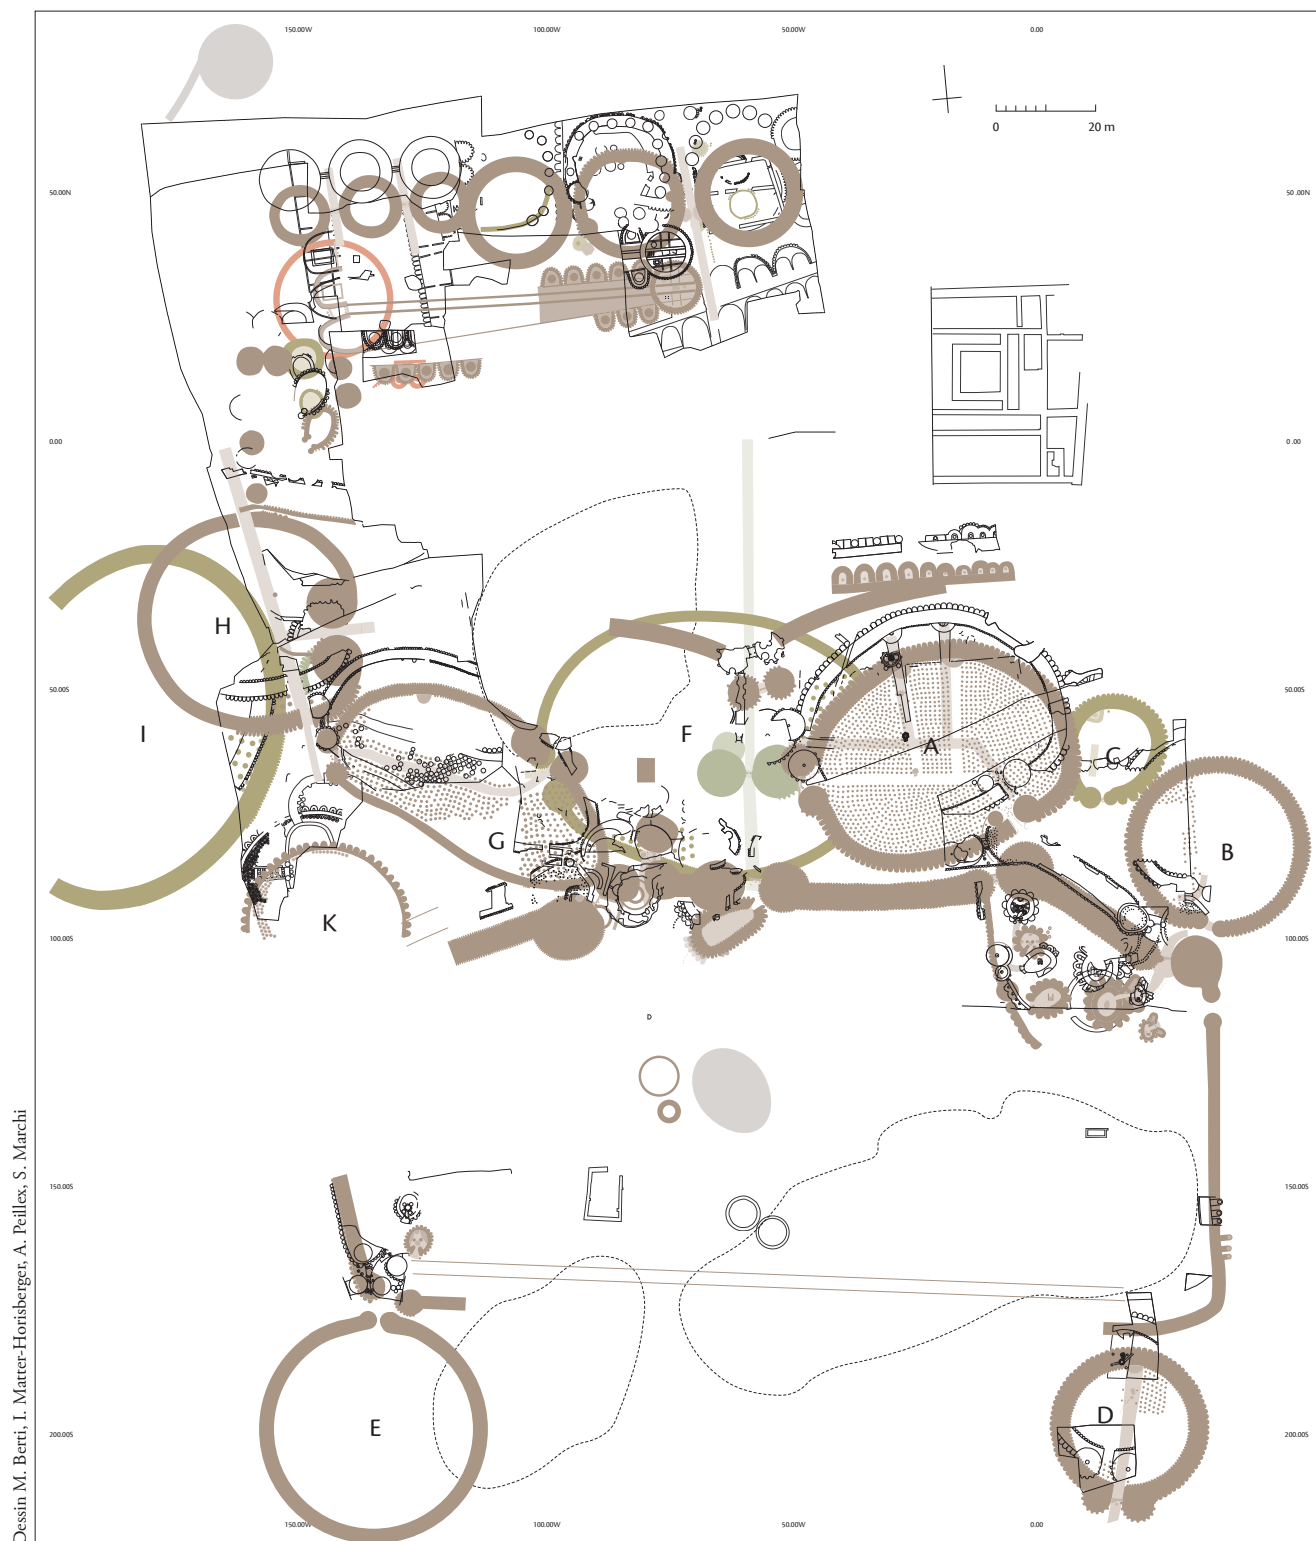 150.00W 100.00W 50.00W 0.00
0 20 m
50.00N 50 .00N
0.00 0 .00
H
50.00S 50.00S
I F A C
G B
K
100.00S 100.00S
D
150.00S 150.00S
E D
200.00S 200.00S
150.00W 100.00W 50.00W 0.00
Dessin M. Berti, I. Matter-Horisberger, A. Peillex, S. Marchi